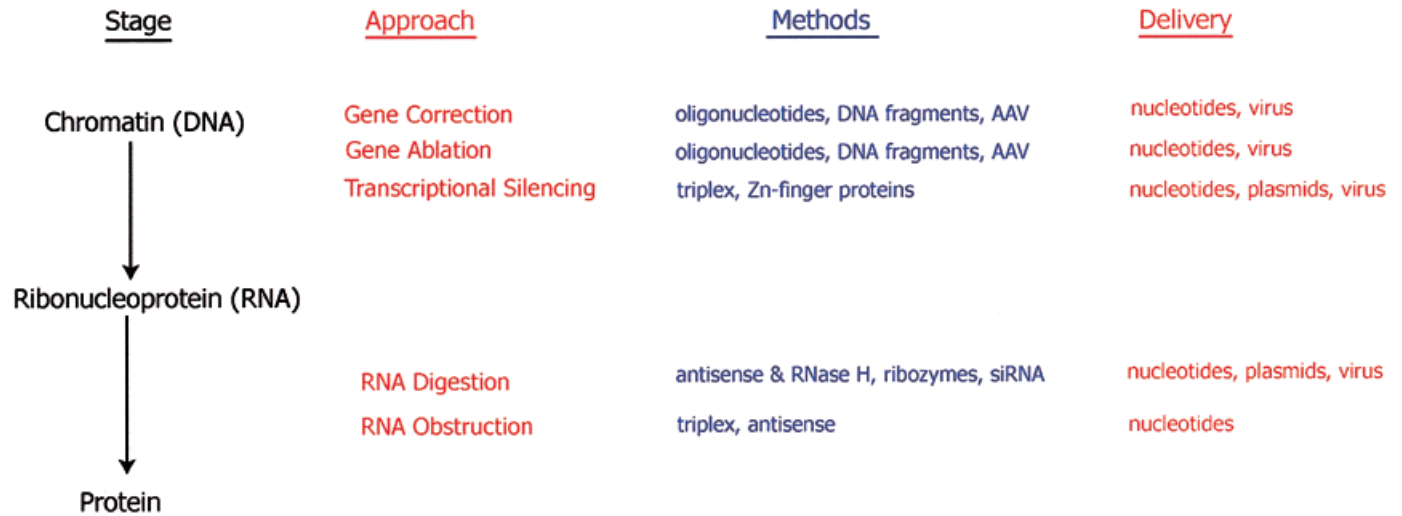 Stage Approach Methods Delivery
Chromatin (DNA) Gene Correction oligonucleotides, DNA fragments, AAV nucleotides, virus
Gene Ablation oligonucleotides, DNA fragments, AAV nucleotides, virus
Transcriptional Silencing triplex, Zn-finger proteins nucleotides, plasmids, virus
Ribonucleoprotein (RNA)
RNA Digestion antisense & RNase H, ribozymes, siRNA nucleotides, plasmids, virus
RNA Obstruction triplex, antisense nucleotides
Protein